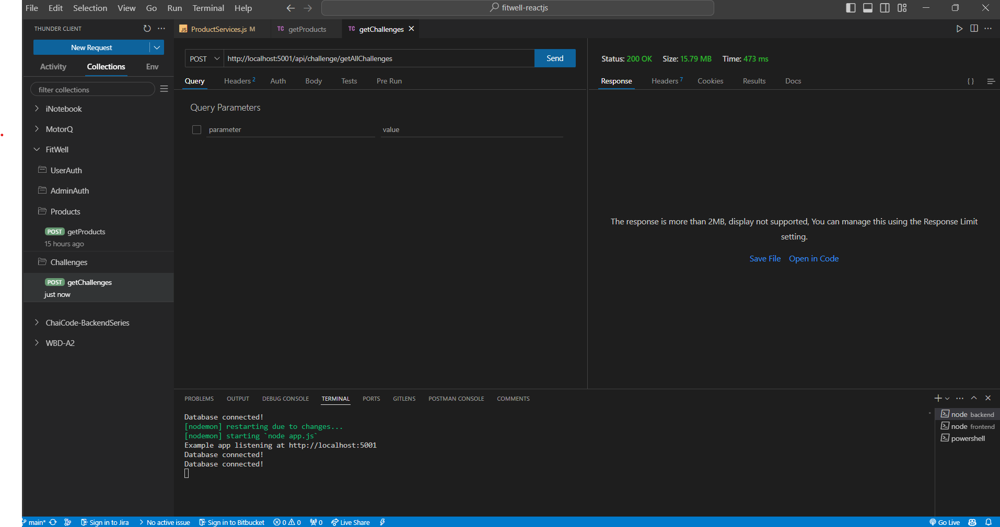 File Edit Selection View Go Run Terminal Help
fitwell-reactjs
THUNDER CLIENT
New Request
Activity Collections Env
filter collections
iNotebook
MotorQ
FitWell
UserAuth
AdminAuth
Products
POST getProducts
15 hours ago
Challenges
POST getChallenges
just now
ChaiCode-BackendSeries
WBD-A2
JS ProductServices.js M
TC getProducts
TC getChallenges
POST http://localhost:5001/api/challenge/getAllChallenges Send
Query Headers 2 Auth Body Tests Pre Run
Query Parameters
parameter value
Status: 200 OK Size: 15.79 MB Time: 473 ms
Response Headers 7 Cookies Results Docs { }
The response is more than 2MB, display not supported, You can manage this using the Response Limit
setting.
Save File Open in Code
PROBLEMS OUTPUT DEBUG CONSOLE TERMINAL PORTS GITLENS POSTMAN CONSOLE COMMENTS
Database connected!
[nodemon] restarting due to changes...
[nodemon] starting `node app.js`
Example app listening at http://localhost:5001
Database connected!
Database connected!
node backend
node frontend
powershell
main* Sign in to Jira No active issue Sign in to Bitbucket 0 0 0 Live Share Go Live